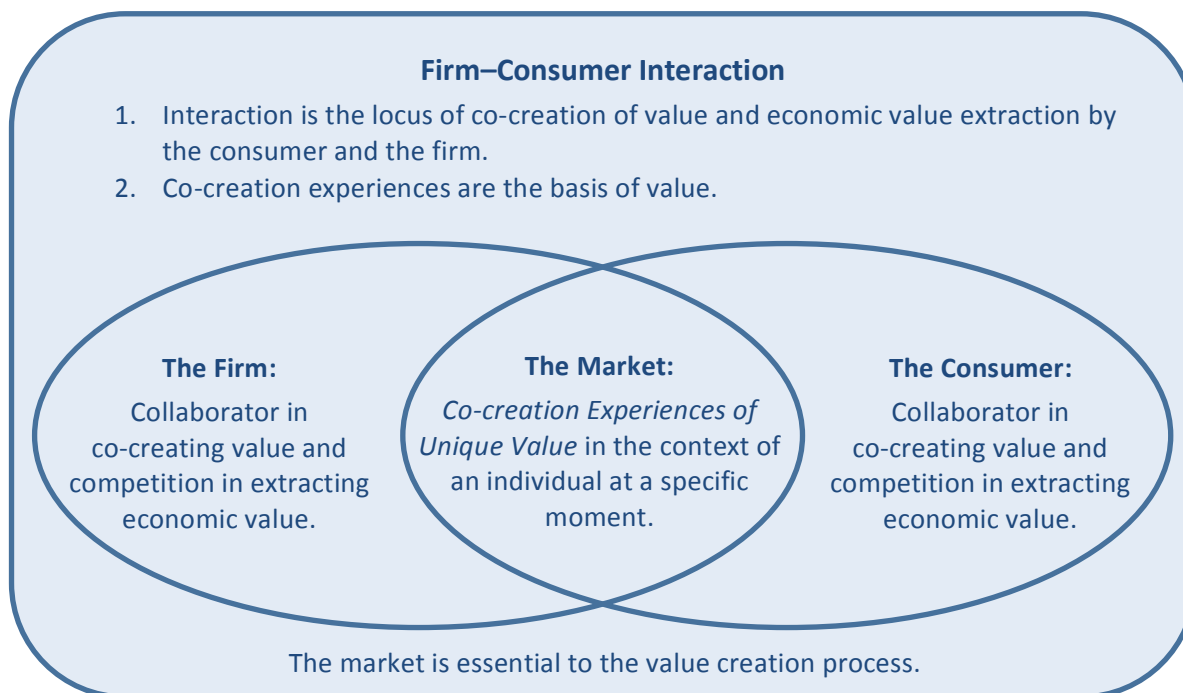 Firm–Consumer Interaction
1. Interaction is the locus of co-creation of value and economic value extraction by
the consumer and the firm.
2. Co-creation experiences are the basis of value.
The Firm:
Collaborator in
co-creating value and
competition in extracting
economic value.
The Market:
Co-creation Experiences of
Unique Value in the context of
an individual at a specific
moment.
The Consumer:
Collaborator in
co-creating value and
competition in extracting
economic value.
The market is essential to the value creation process.